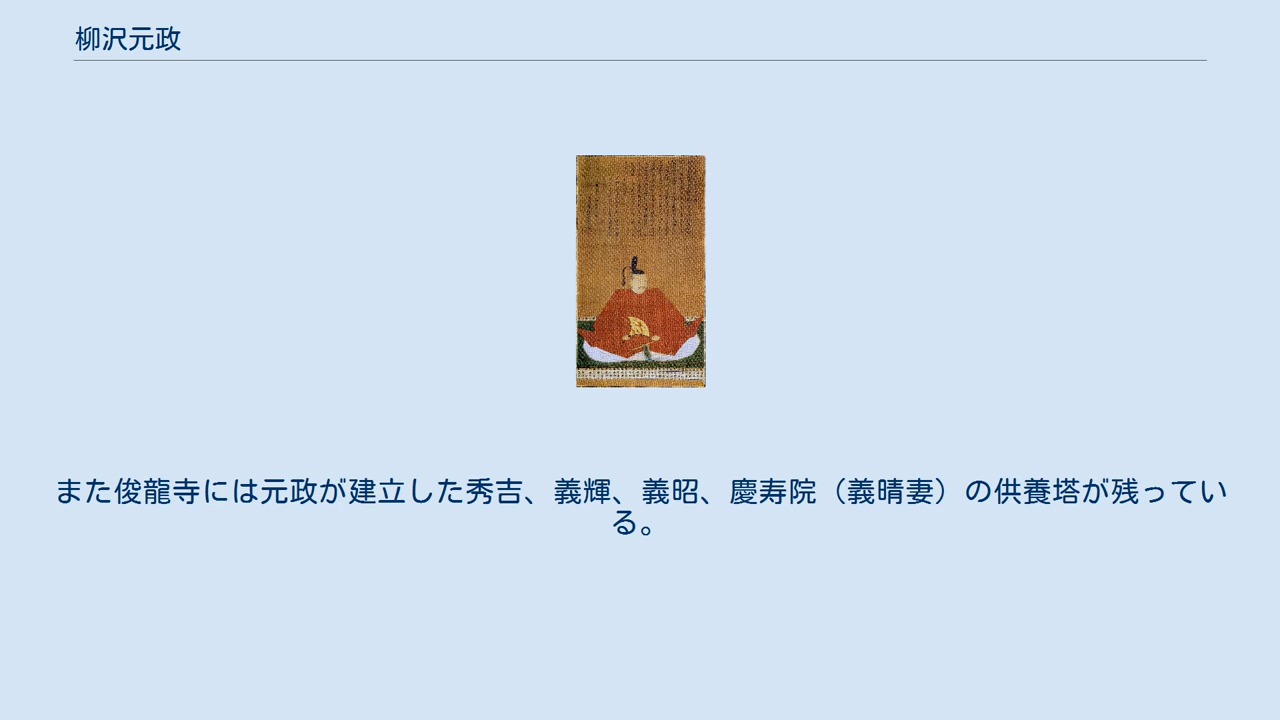 柳沢元政
また俊龍寺には元政が建立した秀吉、義輝、義昭、慶寿院（義晴妻）の供養塔が残ってい
る。